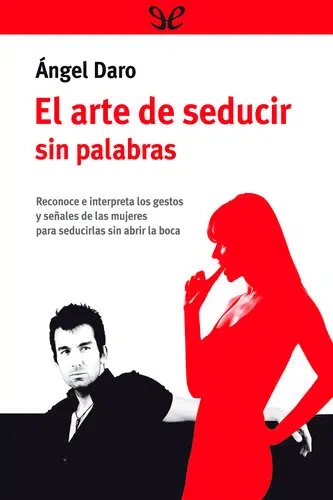 Ángel Daro
El arte de seducir
sin palabras
Reconoce e interpreta los gestos
y señales de las mujeres
para seducirlas sin abrir la boca